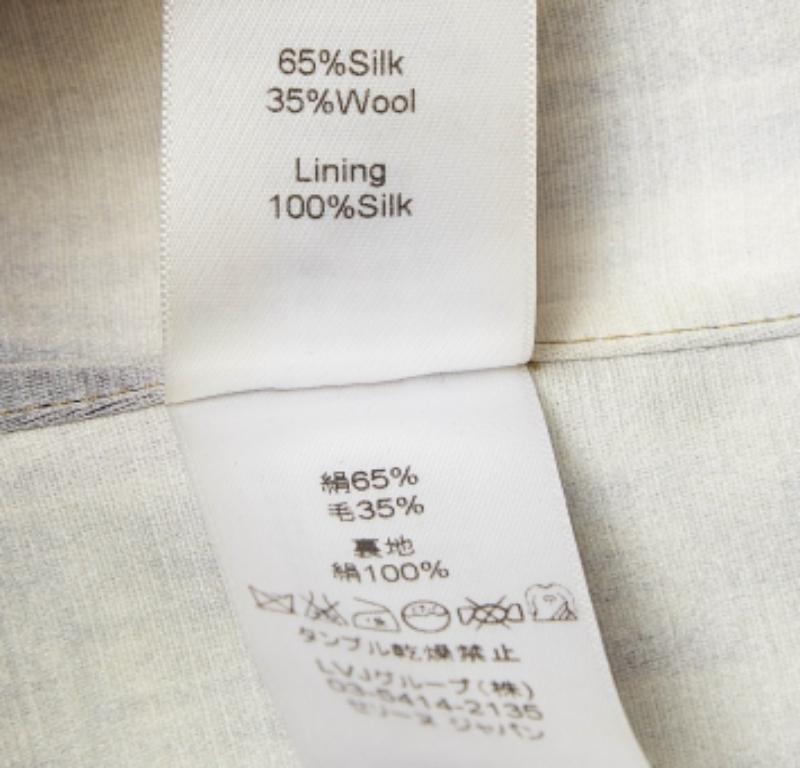 65%Silk
35%Wool
Lining
100%Silk
絹65%
毛35%
裏地
絹100%
タンブル乾燥禁止
LVJグループ(株)
03-5414-2135
セリーヌ ジャパン